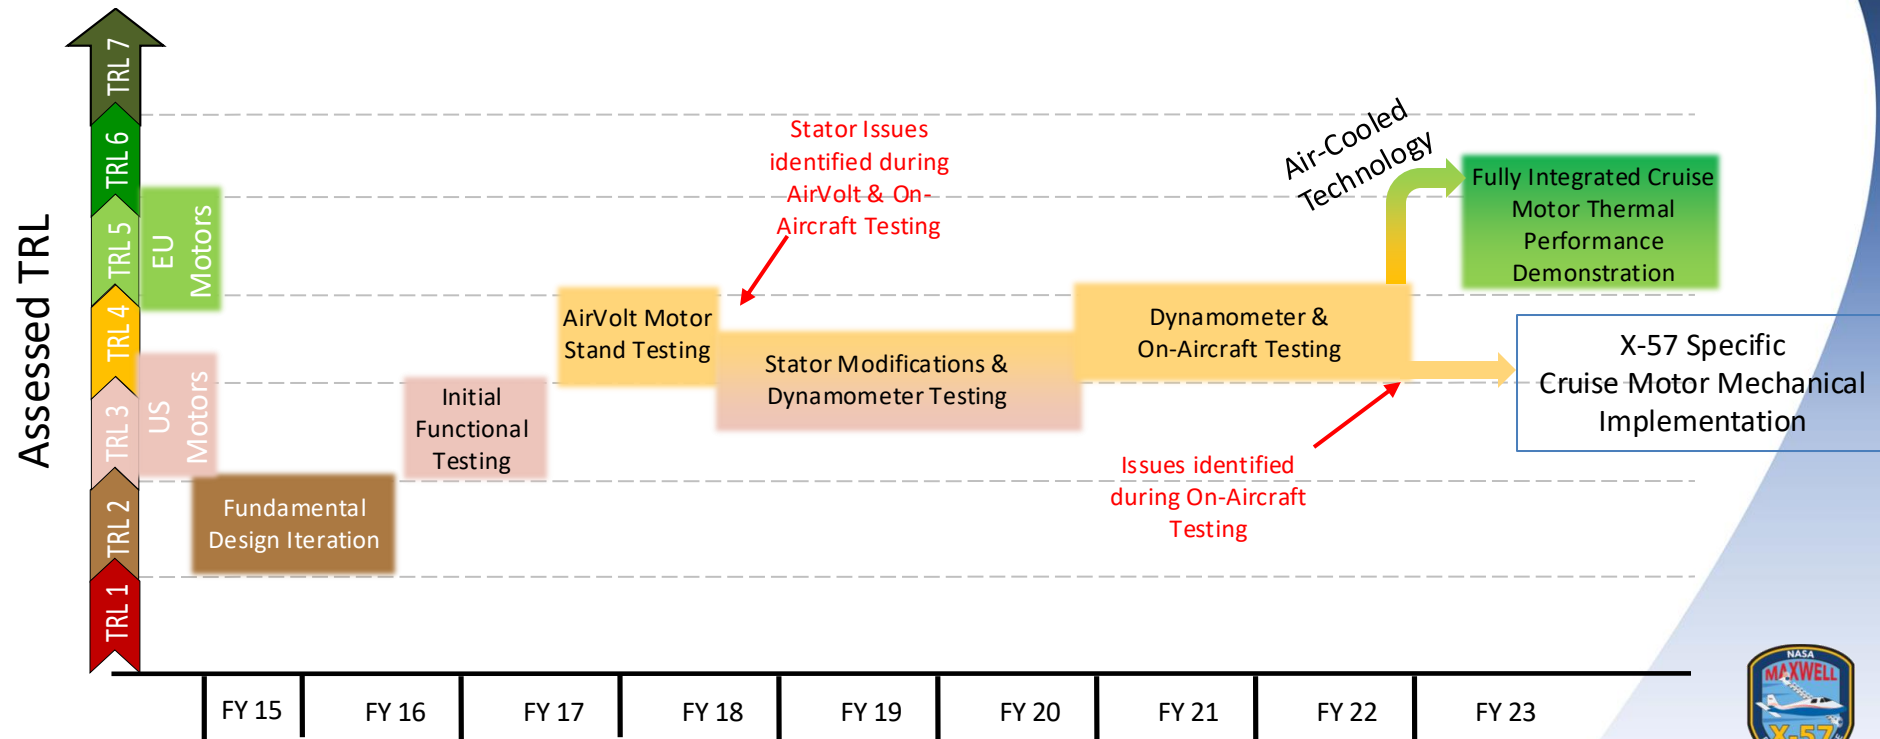 Assessed TRL
TRL 7
TRL 6
TRL 5
TRL 4
TRL 3
TRL 2
TRL 1
EU
Motors
US
Motors
Fundamental
Design Iteration
Initial
Functional
Testing
AirVolt Motor
Stand Testing
Stator Issues
identified during
AirVolt & On-
Aircraft Testing
Stator Modifications &
Dynamometer Testing
Dynamometer &
On-Aircraft Testing
Issues identified
during On-Aircraft
Testing
Air-Cooled
Technology
Fully Integrated Cruise
Motor Thermal
Performance
Demonstration
X-57 Specific
Cruise Motor Mechanical
Implementation
FY 15
FY 16
FY 17
FY 18
FY 19
FY 20
FY 21
FY 22
FY 23
NASA
MAXWELL
X-57